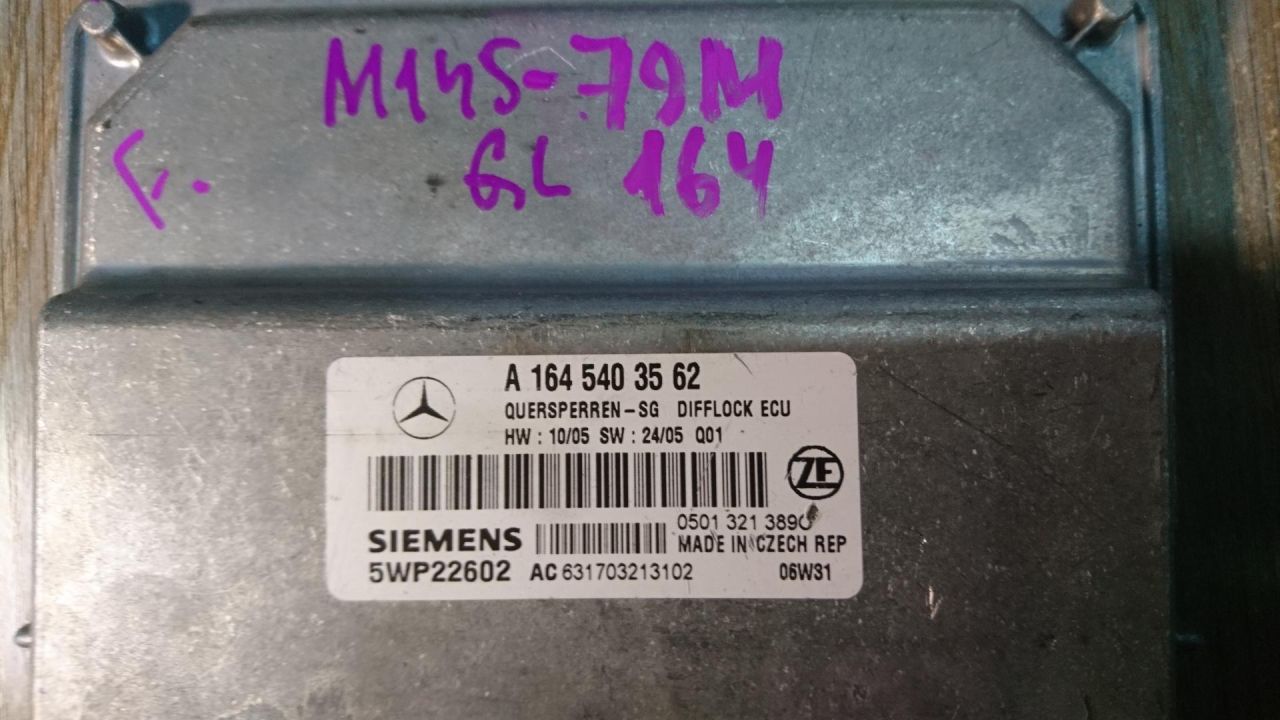 M145-79M
F. GL 164
A 164 540 35 62
QUERSPERREN-SG DIFFLOCK ECU
HW : 10/05 SW : 24/05 Q01
ZF
0501 321 389
SIEMENS MADE IN CZECH REP
5WP22602 AC 631703213102 06W31